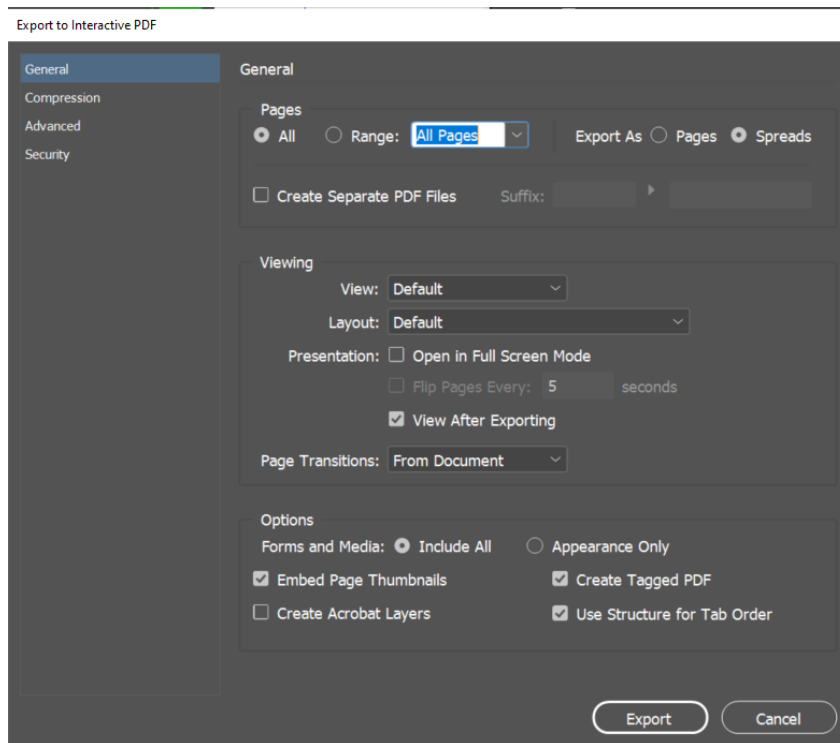 Export to Interactive PDF
General
Compression
Advanced
Security
General
Pages
All Range: All Pages Export As Pages Spreads
Create Separate PDF Files Suffix:
Viewing
View: Default
Layout: Default
Presentation: Open in Full Screen Mode
Flip Pages Every: 5 seconds
View After Exporting
Page Transitions: From Document
Options
Forms and Media: Include All Appearance Only
Embed Page Thumbnails Create Tagged PDF
Create Acrobat Layers Use Structure for Tab Order
Export Cancel